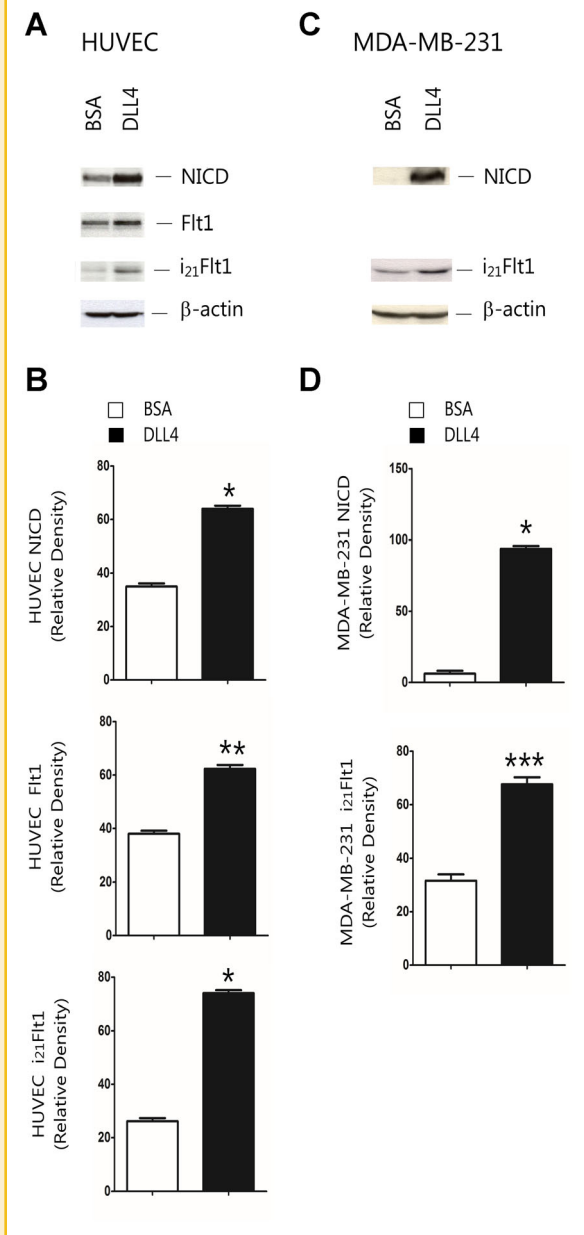 A
HUVEC
BSA
DLL4
NICD
Flt1
i21Flt1
β-actin
C
MDA-MB-231
BSA
DLL4
NICD
i21Flt1
β-actin
B
BSA
DLL4
HUVEC NICD
(Relative Density)
80
60
40
20
0
*
HUVEC Flt1
(Relative Density)
80
60
40
20
0
**
HUVEC i21Flt1
(Relative Density)
80
60
40
20
0
*
D
BSA
DLL4
MDA-MB-231 NICD
(Relative Density)
150
100
50
0
*
MDA-MB-231 i21Flt1
(Relative Density)
80
60
40
20
0
***